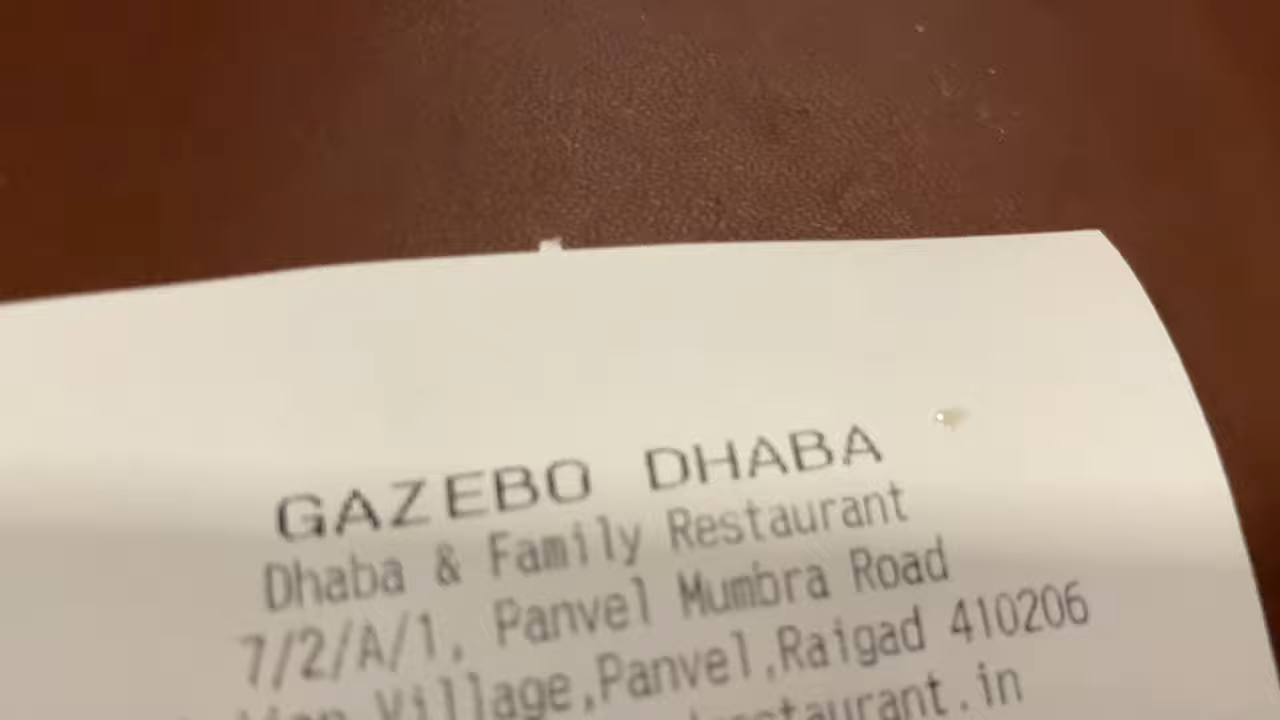 GAZEBO DHABA
Dhaba & Family Restaurant
7/2/A/1, Panvel Mumbra Road
Village,Panvel,Raigad 410206